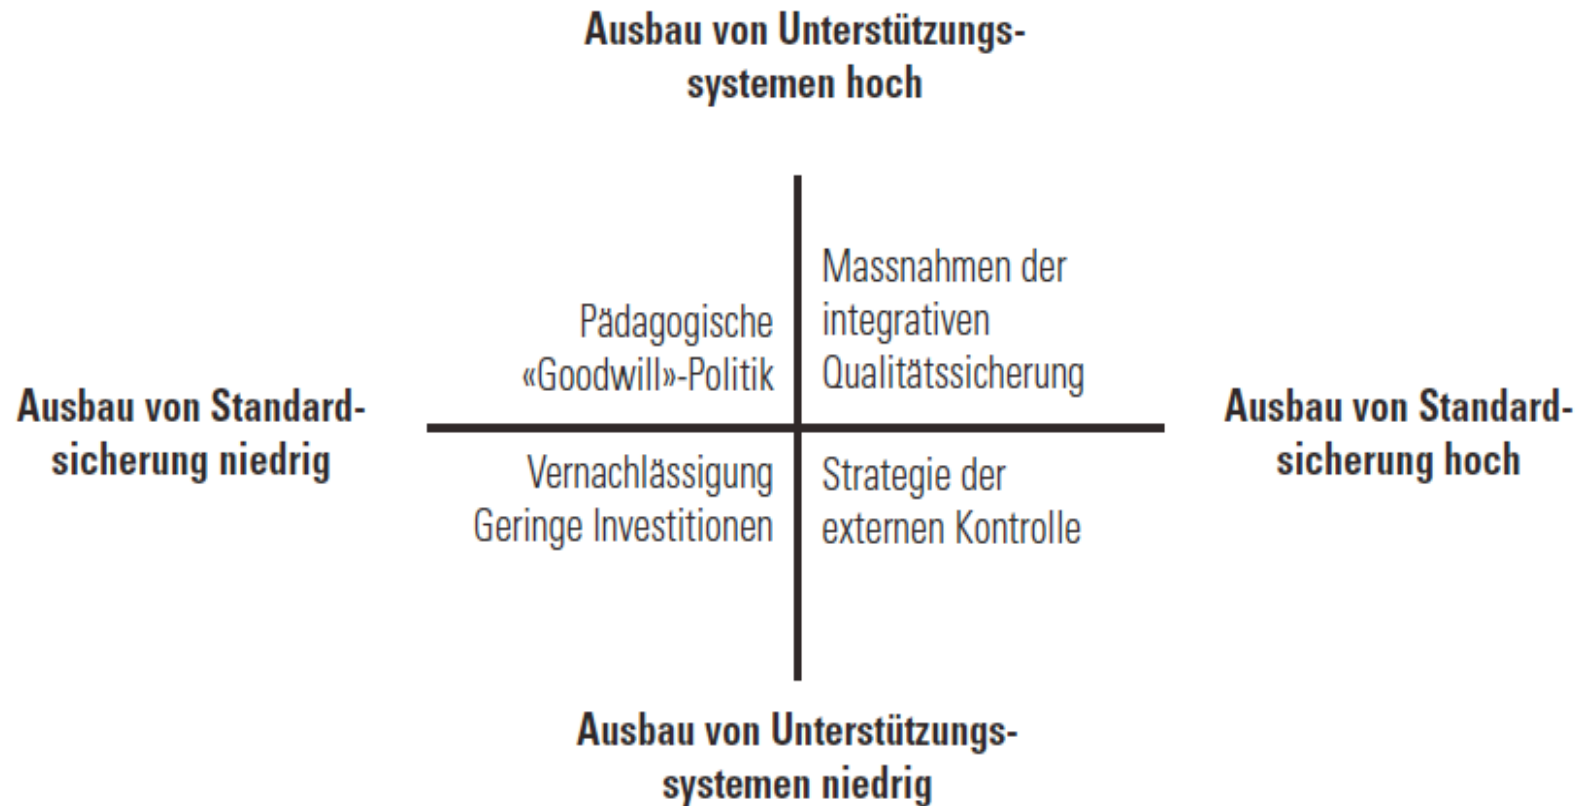 Ausbau von Unterstützungs-
systemen hoch
Pädagogische
«Goodwill»-Politik
Massnahmen der
integrativen
Qualitätssicherung
Ausbau von Standard-
sicherung niedrig
Ausbau von Standard-
sicherung hoch
Vernachlässigung
Geringe Investitionen
Strategie der
externen Kontrolle
Ausbau von Unterstützungs-
systemen niedrig